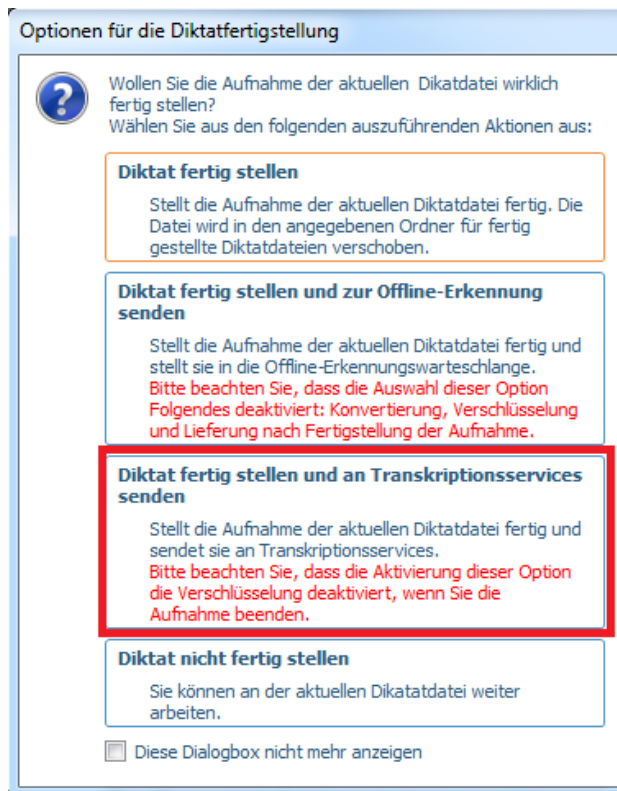 Optionen für die Diktatfertigstellung
Wollen Sie die Aufnahme der aktuellen Dikatdatei wirklich
fertig stellen?
Wählen Sie aus den folgenden auszuführenden Aktionen aus:
Diktat fertig stellen
Stellt die Aufnahme der aktuellen Diktatdatei fertig. Die
Datei wird in den angegebenen Ordner für fertig
gestellte Diktatdateien verschoben.
Diktat fertig stellen und zur Offline-Erkennung
senden
Stellt die Aufnahme der aktuellen Diktatdatei fertig und
stellt sie in die Offline-Erkennungswarteschlange.
Bitte beachten Sie, dass die Auswahl dieser Option
Folgendes deaktiviert: Konvertierung, Verschlüsselung
und Lieferung nach Fertigstellung der Aufnahme.
Diktat fertig stellen und an Transkriptionsservices
senden
Stellt die Aufnahme der aktuellen Diktatdatei fertig und
sendet sie an Transkriptionsservices.
Bitte beachten Sie, dass die Aktivierung dieser Option
die Verschlüsselung deaktiviert, wenn Sie die
Aufnahme beenden.
Diktat nicht fertig stellen
Sie können an der aktuellen Dikatatdatei weiter
arbeiten.
Diese Dialogbox nicht mehr anzeigen